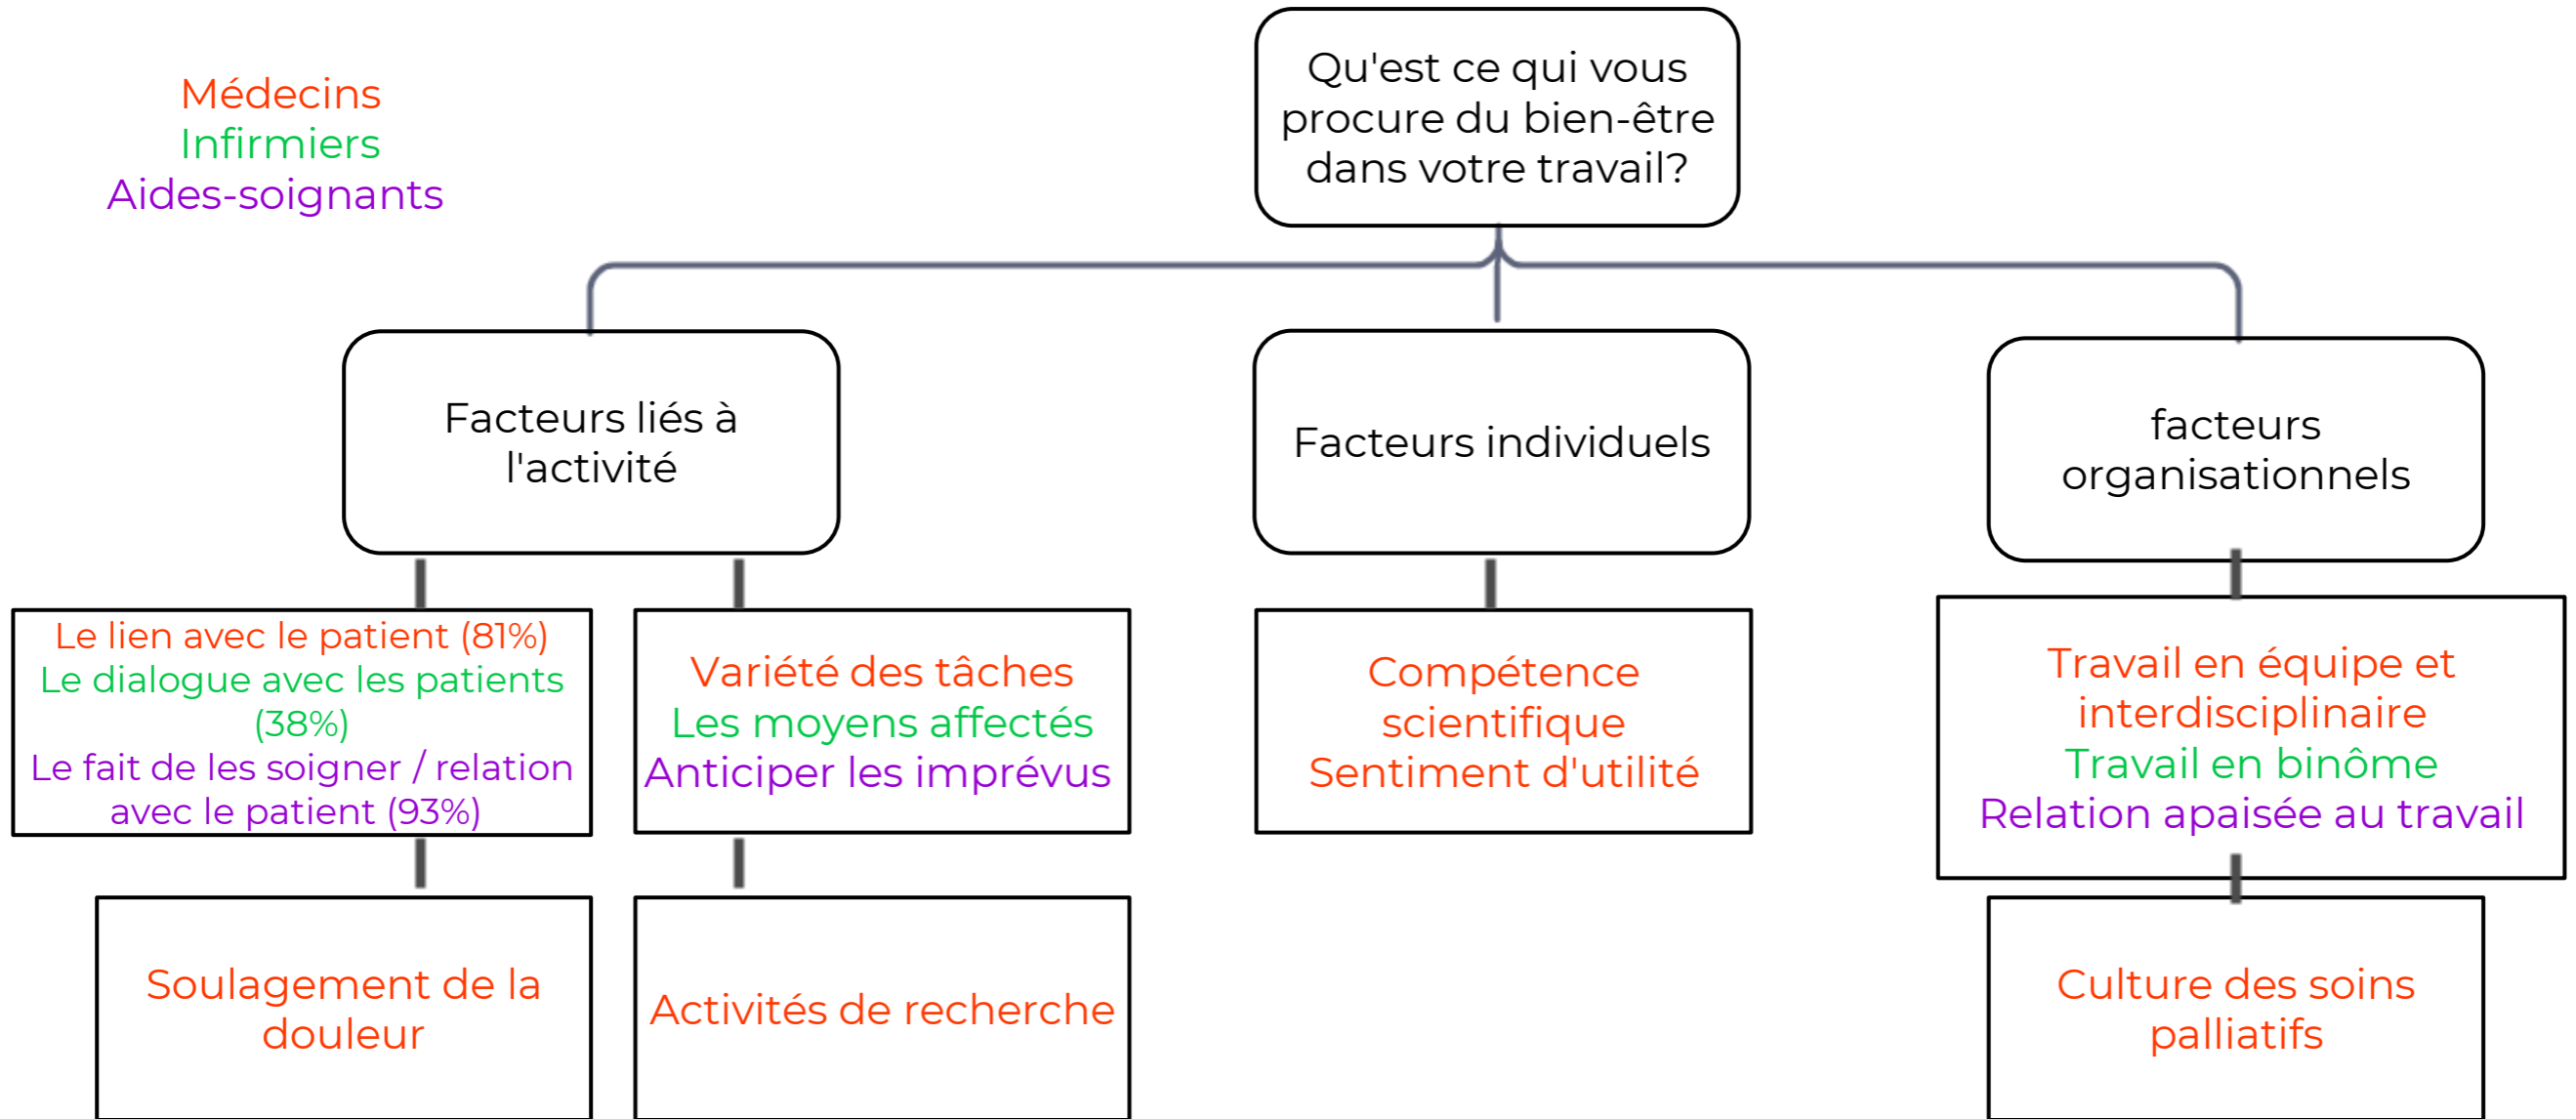 Médecins
Infirmiers
Aides-soignants
Qu'est ce qui vous
procure du bien-être
dans votre travail?
Facteurs liés à
l'activité
Facteurs individuels
facteurs
organisationnels
Le lien avec le patient (81%)
Le dialogue avec les patients
(38%)
Le fait de les soigner / relation
avec le patient (93%)
Variété des tâches
Les moyens affectés
Anticiper les imprévus
Compétence
scientifique
Sentiment d'utilité
Travail en équipe et
interdisciplinaire
Travail en binôme
Relation apaisée au travail
Soulagement de la
douleur
Activités de recherche
Culture des soins
palliatifs